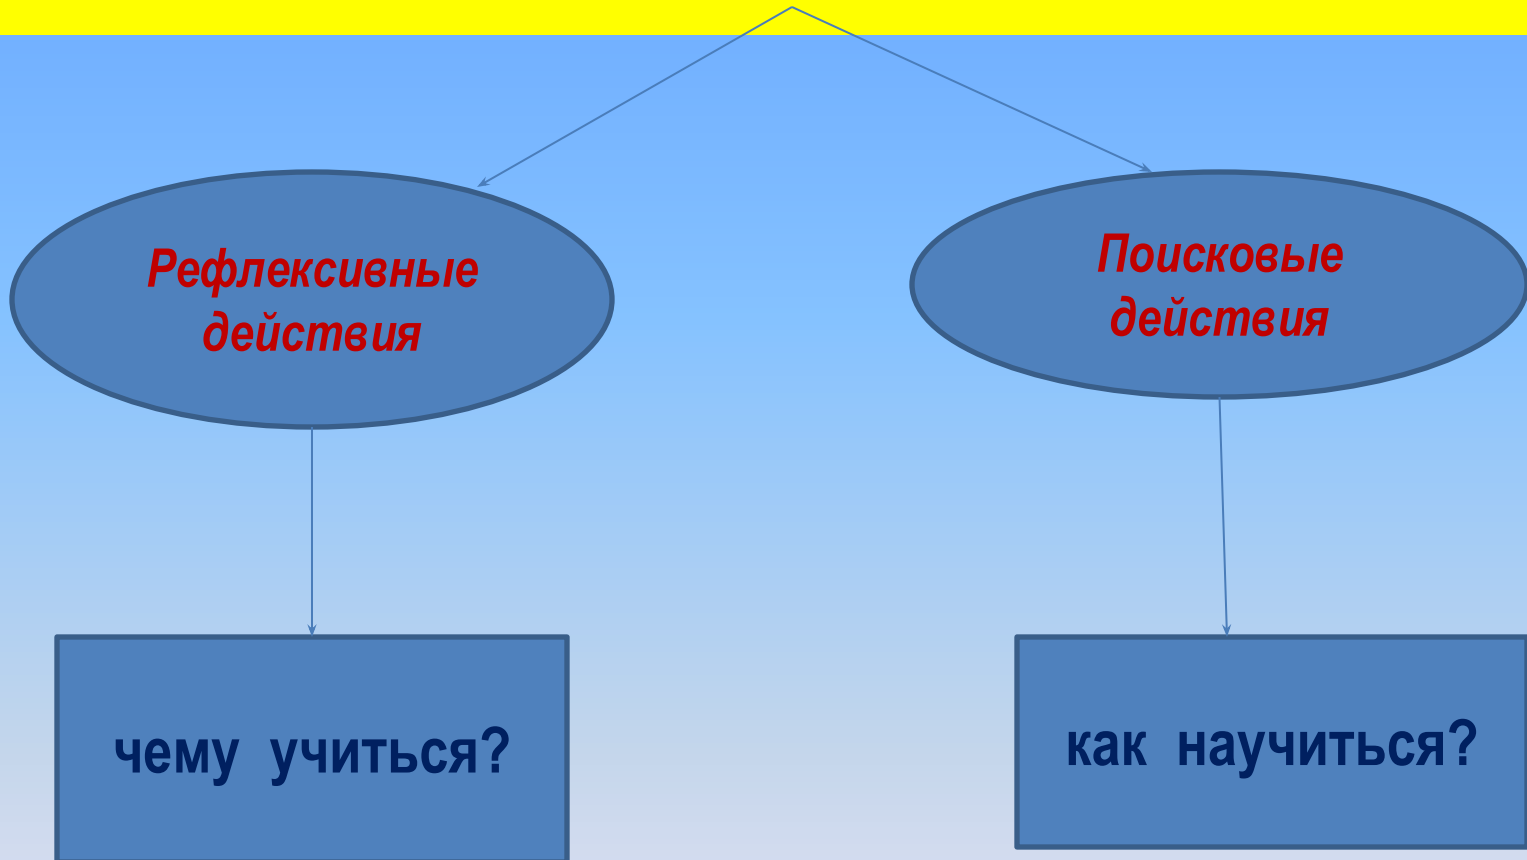 Рефлексивные
действия
Поисковые
действия
чему учиться?
как научиться?